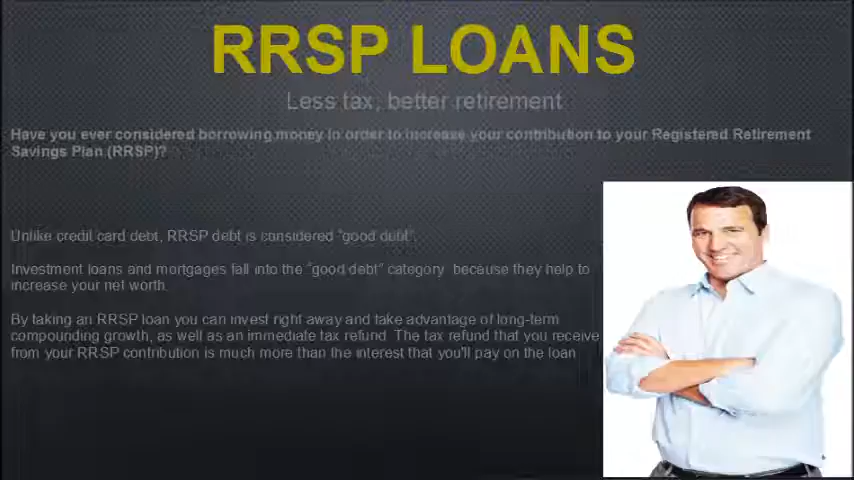 RRSP LOANS
Less tax, better retirement
Have you ever considered borrowing money in order to increase your contribution to your Registered Retirement
Savings Plan (RRSP)?
Unlike credit card debt, RRSP debt is considered "good debt".
Investment loans and mortgages fall into the "good debt" category because they help to
increase your net worth.
By taking an RRSP loan you can invest right away and take advantage of long-term
compounding growth, as well as an immediate tax refund. The tax refund that you receive
from your RRSP contribution is much more than the interest that you'll pay on the loan